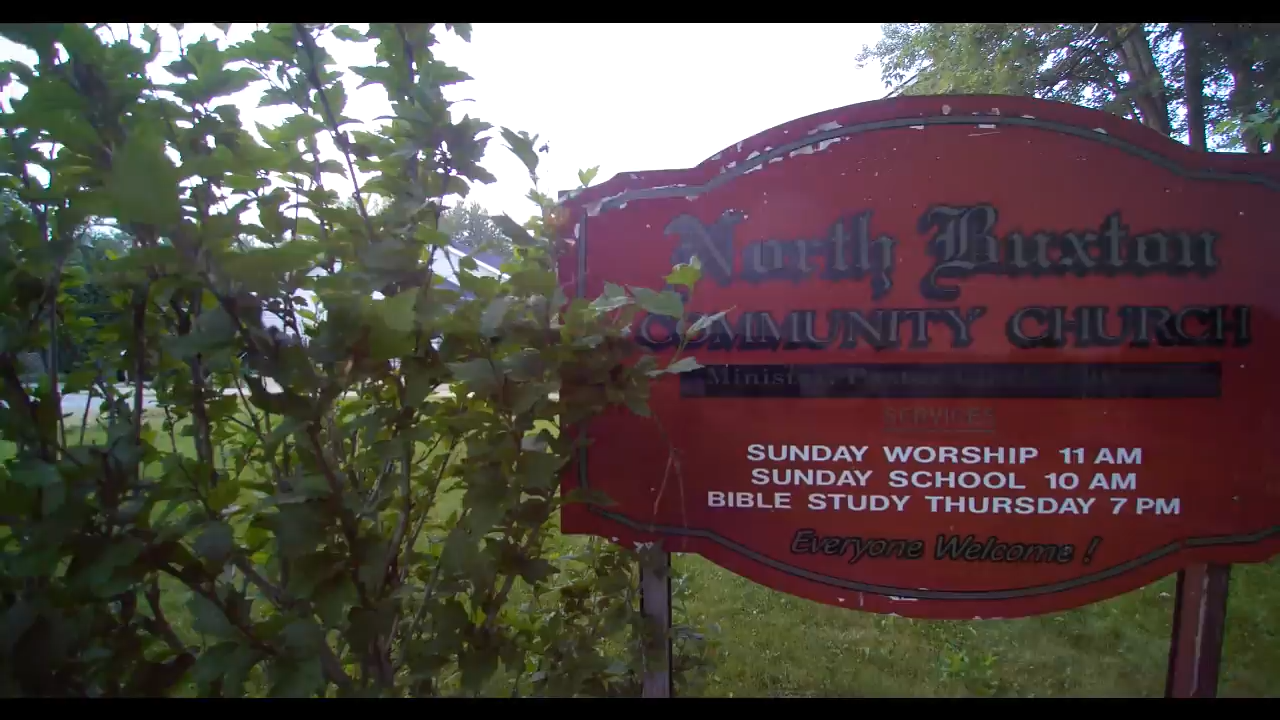 North Buxton
COMMUNITY CHURCH
SERVICES
SUNDAY WORSHIP 11 AM
SUNDAY SCHOOL 10 AM
BIBLE STUDY THURSDAY 7 PM
Everyone Welcome !